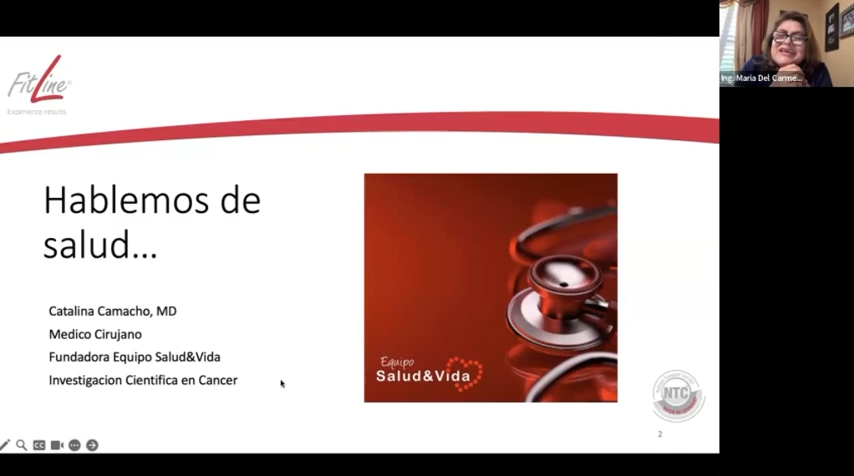 FitLine
Experience results.
Ing. Maria Del Carme...
Hablemos de
salud...
Catalina Camacho, MD
Medico Cirujano
Fundadora Equipo Salud&Vida
Investigacion Cientifica en Cancer
Equipo
Salud&Vida
NTC
2
CC